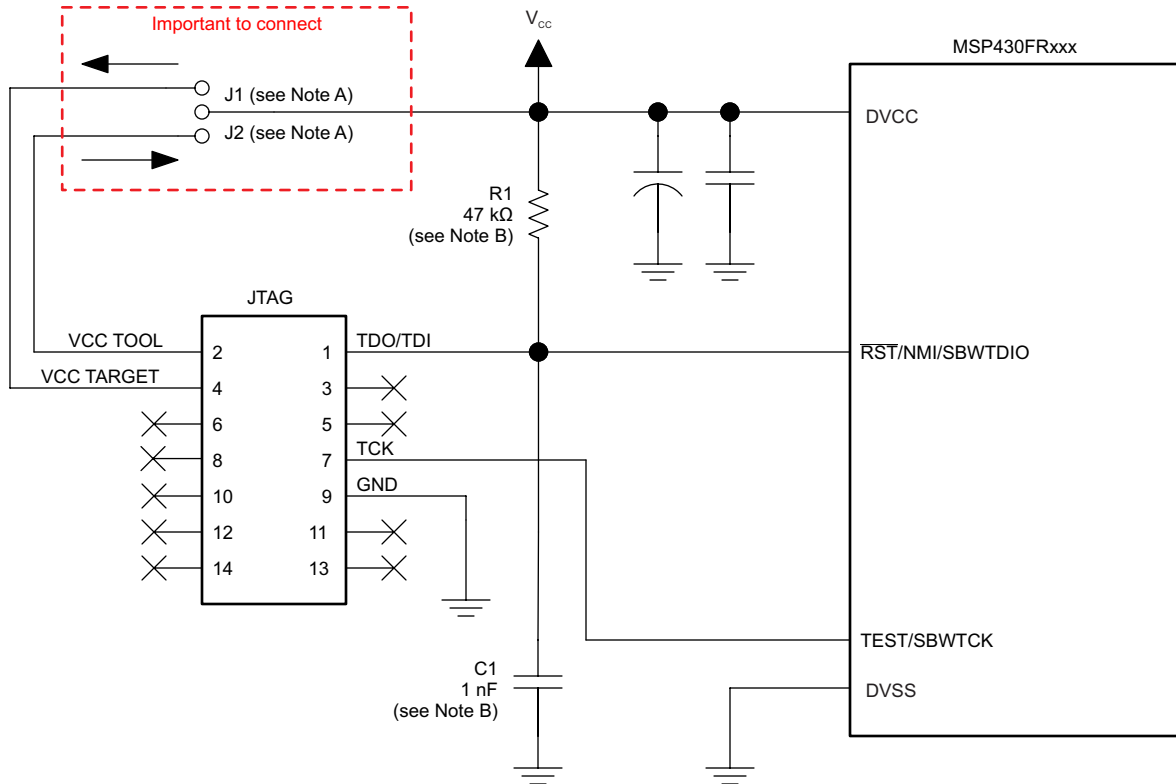 Important to connect
J1 (see Note A)
J2 (see Note A)
VCC
MSP430FRxxx
DVCC
R1
47 kΩ
(see Note B)
JTAG
VCC TOOL
2
1
TDO/TDI
RST/NMI/SBWTDIO
VCC TARGET
4
3
6
5
8
7
TCK
10
9
GND
12
11
14
13
TEST/SBWTCK
C1
1 nF
(see Note B)
DVSS